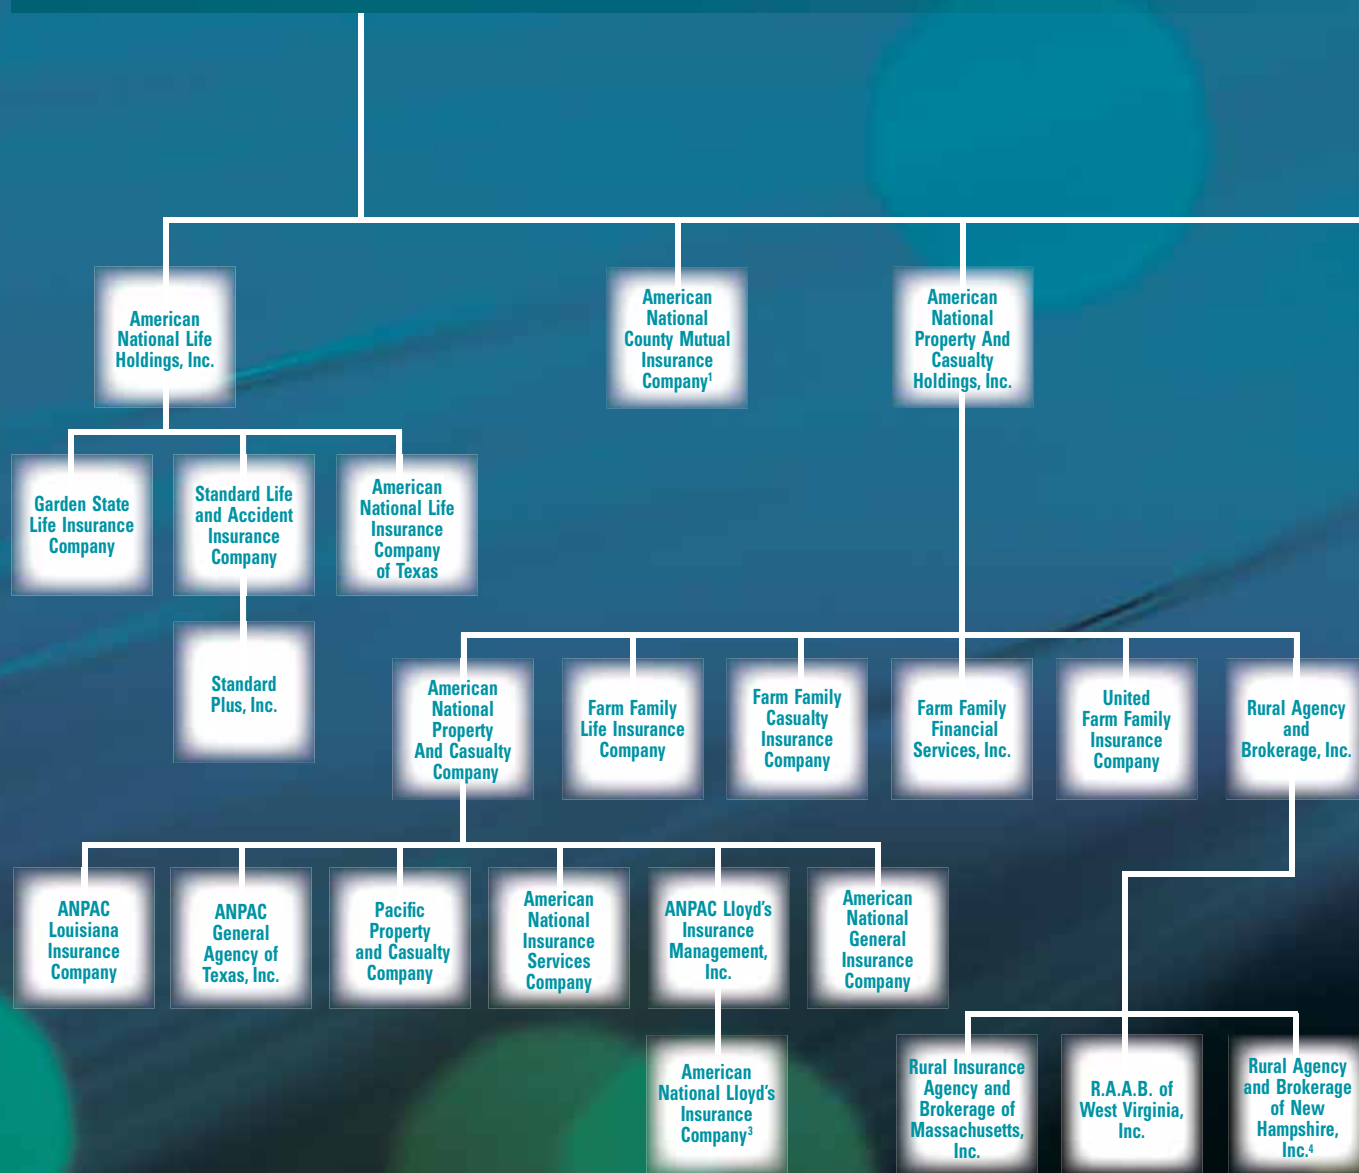 American
National Life
Holdings, Inc.
American
National
County Mutual
Insurance
Company¹
American
National
Property And
Casualty
Holdings, Inc.
Garden State
Life Insurance
Company
Standard Life
and Accident
Insurance
Company
American
National Life
Insurance
Company
of Texas
Standard
Plus, Inc.
American
National
Property
And Casualty
Company
Farm Family
Life Insurance
Company
Farm Family
Casualty
Insurance
Company
Farm Family
Financial
Services, Inc.
United
Farm Family
Insurance
Company
Rural Agency
and
Brokerage, Inc.
ANPAC
Louisiana
Insurance
Company
ANPAC
General
Agency of
Texas, Inc.
Pacific
Property
and Casualty
Company
American
National
Insurance
Services
Company
ANPAC Lloyd's
Insurance
Management,
Inc.
American
National
General
Insurance
Company
American
National Lloyd's
Insurance
Company³
Rural Insurance
Agency and
Brokerage of
Massachusetts,
Inc.
R.A.A.B. of
West Virginia,
Inc.
Rural Agency
and Brokerage
of New
Hampshire,
Inc.⁴